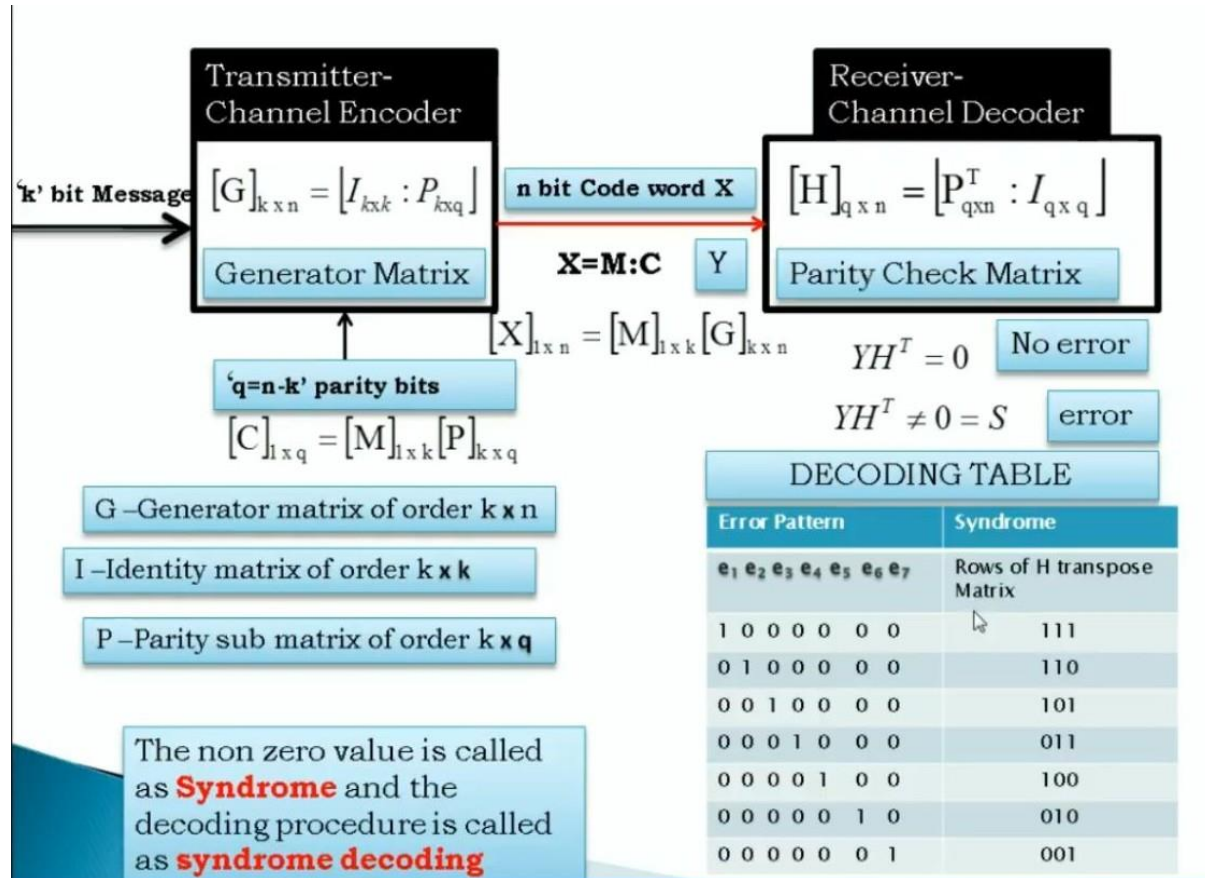 Transmitter-
Channel Encoder
'k' bit Message
[G]ₖ ₓ ₙ = ⌊Iₖₓₖ : Pₖₓq⌋
Generator Matrix
n bit Code word X
X=M:C
Y
[X]₁ ₓ ₙ = [M]₁ ₓ ₖ[G]ₖ ₓ ₙ
'q=n-k' parity bits
[C]₁ ₓ q = [M]₁ ₓ ₖ[P]ₖ ₓ q
G –Generator matrix of order k x n
I –Identity matrix of order k x k
P –Parity sub matrix of order k x q
The non zero value is called
as Syndrome and the
decoding procedure is called
as syndrome decoding
Receiver-
Channel Decoder
[H]q ₓ ₙ = ⌊Pᵀqxn : Iq ₓ q⌋
Parity Check Matrix
YHᵀ = 0
No error
YHᵀ ≠ 0 = S
error
DECODING TABLE
Error Pattern Syndrome
e₁ e₂ e₃ e₄ e₅ e₆ e₇ Rows of H transpose
Matrix
1 0 0 0 0 0 0 111
0 1 0 0 0 0 0 110
0 0 1 0 0 0 0 101
0 0 0 1 0 0 0 011
0 0 0 0 1 0 0 100
0 0 0 0 0 1 0 010
0 0 0 0 0 0 1 001